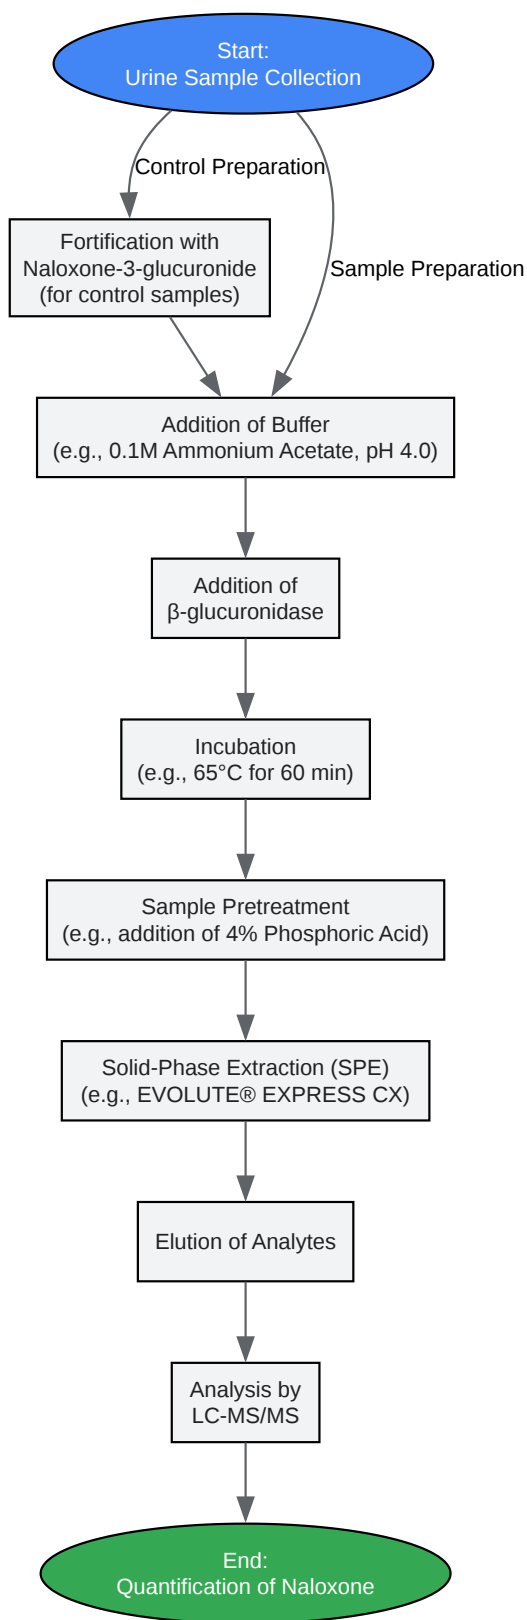 Start:
Urine Sample Collection
Control Preparation
Fortification with
Naloxone-3-glucuronide
(for control samples)
Sample Preparation
Addition of Buffer
(e.g., 0.1M Ammonium Acetate, pH 4.0)
Addition of
β-glucuronidase
Incubation
(e.g., 65°C for 60 min)
Sample Pretreatment
(e.g., addition of 4% Phosphoric Acid)
Solid-Phase Extraction (SPE)
(e.g., EVOLUTE® EXPRESS CX)
Elution of Analytes
Analysis by
LC-MS/MS
End:
Quantification of Naloxone